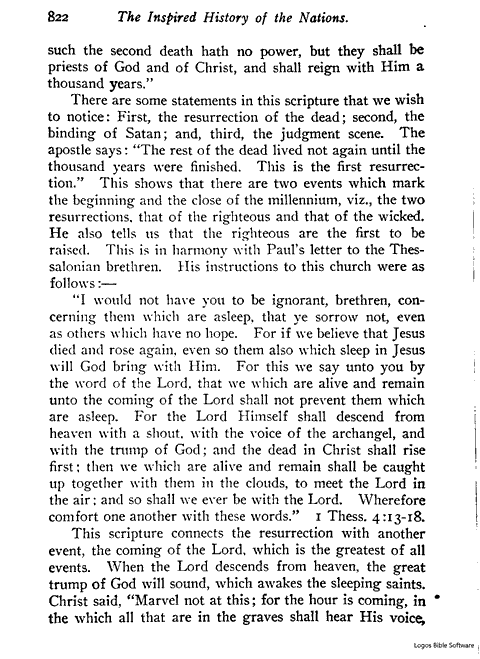 822 The Inspired History of the Nations.
such the second death hath no power, but they shall be
priests of God and of Christ, and shall reign with Him a
thousand years."
There are some statements in this scripture that we wish
to notice: First, the resurrection of the dead; second, the
binding of Satan; and, third, the judgment scene. The
apostle says: "The rest of the dead lived not again until the
thousand years were finished. This is the first resurrec-
tion." This shows that there are two events which mark
the beginning and the close of the millennium, viz., the two
resurrections, that of the righteous and that of the wicked.
He also tells us that the righteous are the first to be
raised. This is in harmony with Paul's letter to the Thes-
salonian brethren. His instructions to this church were as
follows:—
"I would not have you to be ignorant, brethren, con-
cerning them which are asleep, that ye sorrow not, even
as others which have no hope. For if we believe that Jesus
died and rose again, even so them also which sleep in Jesus
will God bring with Him. For this we say unto you by
the word of the Lord, that we which are alive and remain
unto the coming of the Lord shall not prevent them which
are asleep. For the Lord Himself shall descend from
heaven with a shout, with the voice of the archangel, and
with the trump of God; and the dead in Christ shall rise
first; then we which are alive and remain shall be caught
up together with them in the clouds, to meet the Lord in
the air; and so shall we ever be with the Lord. Wherefore
comfort one another with these words." 1 Thess. 4:13-18.
This scripture connects the resurrection with another
event, the coming of the Lord, which is the greatest of all
events. When the Lord descends from heaven, the great
trump of God will sound, which awakes the sleeping saints.
Christ said, "Marvel not at this; for the hour is coming, in
the which all that are in the graves shall hear His voice,
Logos Bible Software